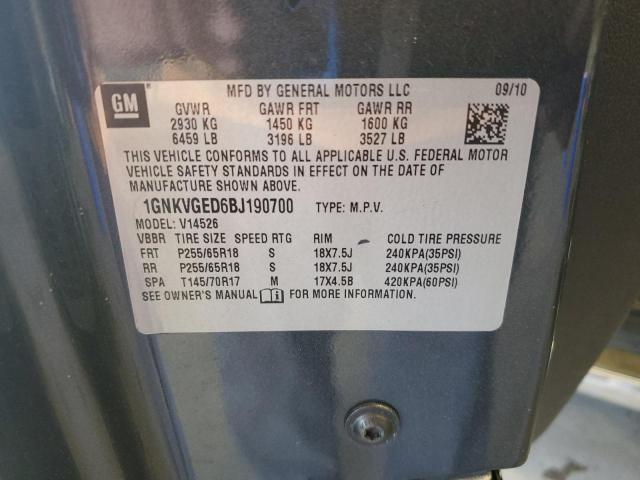 GM
MFD BY GENERAL MOTORS LLC 09/10
GVWR GAWR FRT GAWR RR
2930 KG 1450 KG 1600 KG
6459 LB 3196 LB 3527 LB
THIS VEHICLE CONFORMS TO ALL APPLICABLE U.S. FEDERAL MOTOR
VEHICLE SAFETY STANDARDS IN EFFECT ON THE DATE OF
MANUFACTURE SHOWN ABOVE.
1GNKVGED6BJ190700 TYPE: M.P.V.
MODEL: V14526
VBBR TIRE SIZE SPEED RTG RIM COLD TIRE PRESSURE
FRT P255/65R18 S 18X7.5J 240KPA(35PSI)
RR P255/65R18 S 18X7.5J 240KPA(35PSI)
SPA T145/70R17 M 17X4.5B 420KPA(60PSI)
SEE OWNER'S MANUAL FOR MORE INFORMATION.